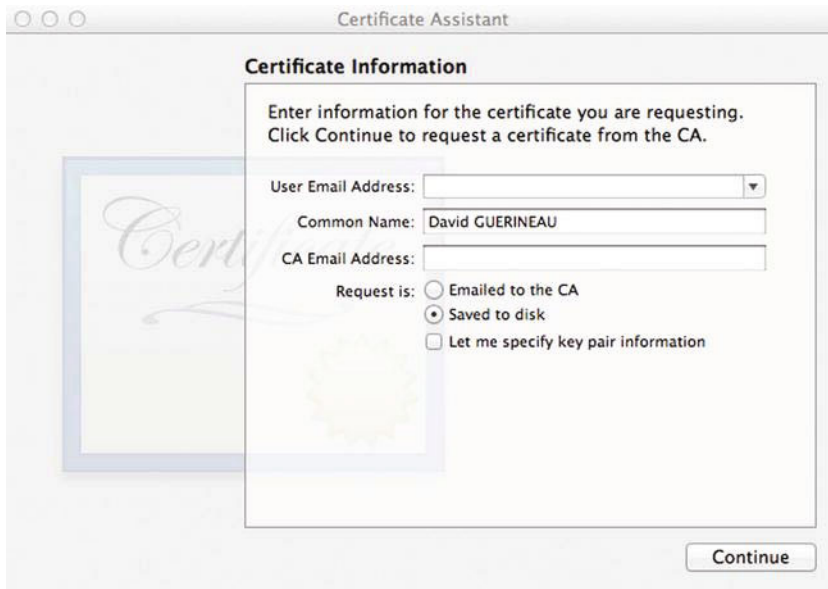 Certificate Assistant
Certificate Information
Enter information for the certificate you are requesting.
Click Continue to request a certificate from the CA.
Certificate
User Email Address:
Common Name: David GUERINEAU
CA Email Address:
Request is: Emailed to the CA
Saved to disk
Let me specify key pair information
Continue